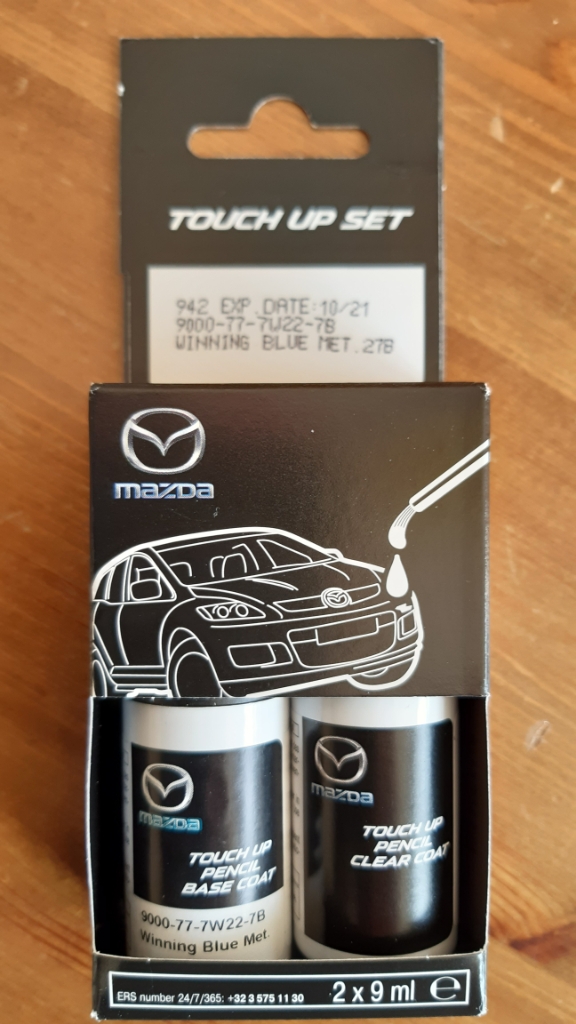 TOUCH UP SET
942 EXP.DATE:10/21
9000-77-7W22-7B
WINNING BLUE MET.27B
mazda
mazda
TOUCH UP
PENCIL
BASE COAT
9000-77-7W22-7B
Winning Blue Met.
mazda
TOUCH UP
PENCIL
CLEAR COAT
ERS number 24/7/365: +32 3 575 11 30 2 x 9 ml ℮